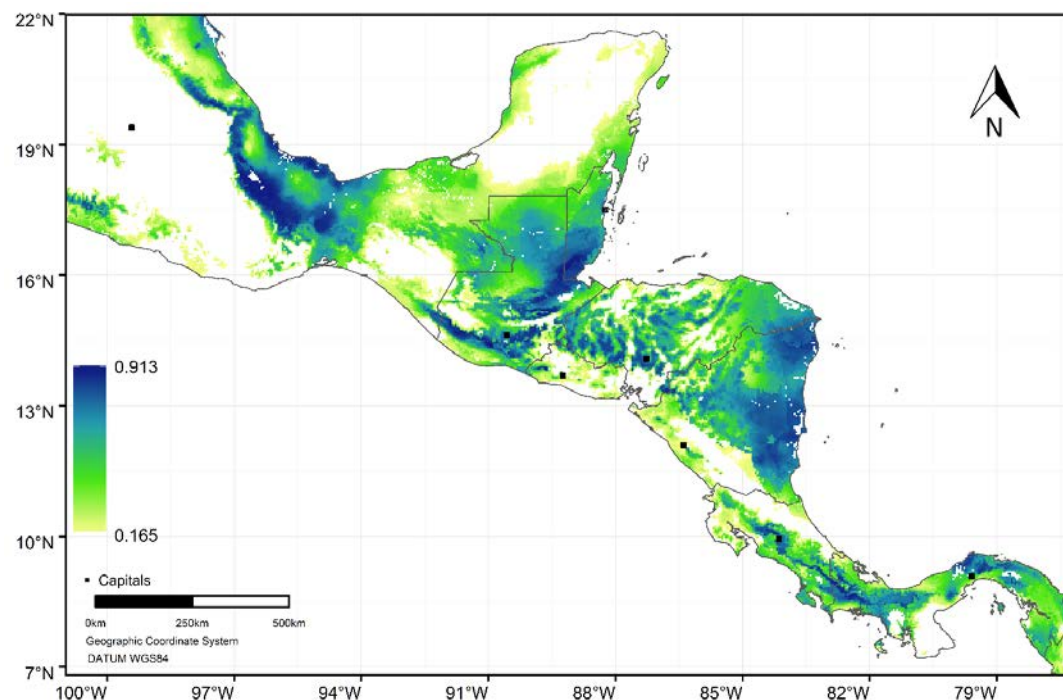 22°N
19°N
16°N
13°N
10°N
7°N
N
0.913
0.165
Capitals
0km 250km 500km
Geographic Coordinate System
DATUM WGS84
100°W 97°W 94°W 91°W 88°W 85°W 82°W 79°W